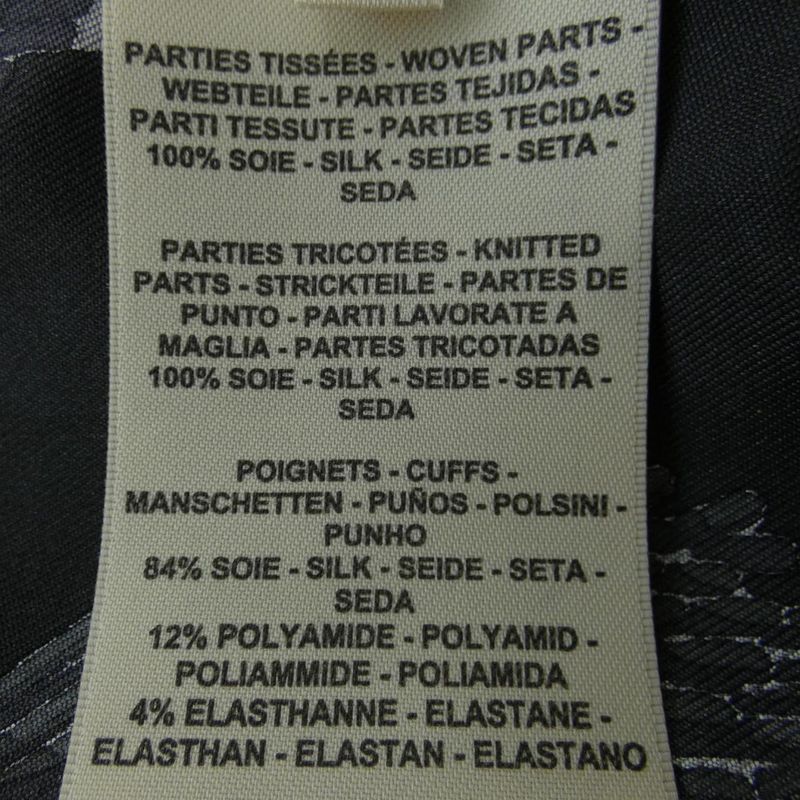 PARTIES TISSÉES - WOVEN PARTS -
WEBTEILE - PARTES TEJIDAS -
PARTI TESSUTE - PARTES TECIDAS
100% SOIE - SILK - SEIDE - SETA -
SEDA
PARTIES TRICOTÉES - KNITTED
PARTS - STRICKTEILE - PARTES DE
PUNTO - PARTI LAVORATE A
MAGLIA - PARTES TRICOTADAS
100% SOIE - SILK - SEIDE - SETA -
SEDA
POIGNETS - CUFFS -
MANSCHETTEN - PUÑOS - POLSINI -
PUNHO
84% SOIE - SILK - SEIDE - SETA -
SEDA
12% POLYAMIDE - POLYAMID -
POLIAMMIDE - POLIAMIDA
4% ELASTHANNE - ELASTANE -
ELASTHAN - ELASTAN - ELASTANO